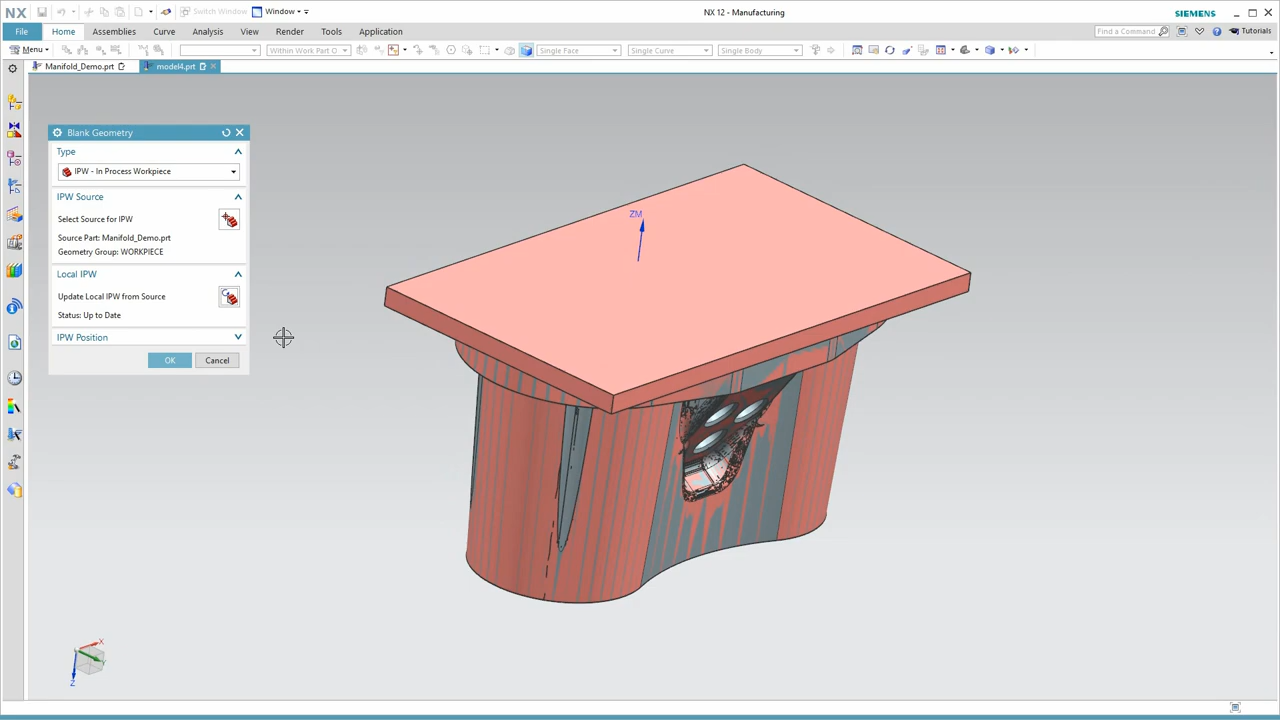 NX
Switch Window
Window
NX 12 - Manufacturing
SIEMENS
File
Home
Assemblies
Curve
Analysis
View
Render
Tools
Application
Find a Command
Tutorials
Menu
Within Work Part O
Single Face
Single Curve
Single Body
Manifold_Demo.prt
model4.prt
Blank Geometry
Type
IPW - In Process Workpiece
IPW Source
Select Source for IPW
Source Part: Manifold_Demo.prt
Geometry Group: WORKPIECE
Local IPW
Update Local IPW from Source
Status: Up to Date
IPW Position
OK
Cancel
ZM
X
Y
Z